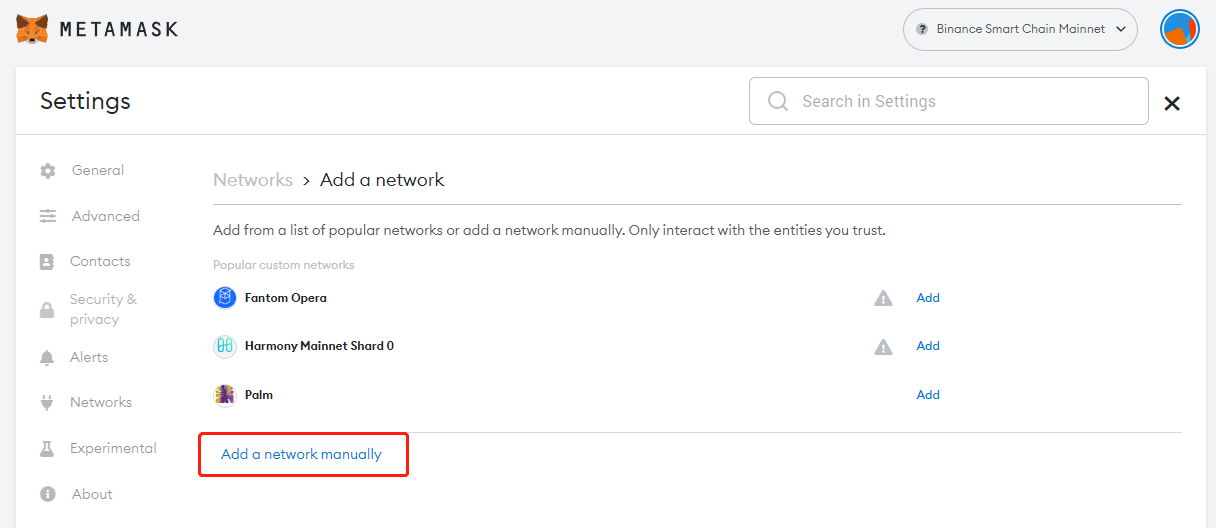 METAMASK
? Binance Smart Chain Mainnet
Settings
Search in Settings
General
Advanced
Contacts
Security &
privacy
Alerts
Networks
Experimental
About
Networks > Add a network
Add from a list of popular networks or add a network manually. Only interact with the entities you trust.
Popular custom networks
Fantom Opera
Add
Harmony Mainnet Shard 0
Add
Palm
Add
Add a network manually